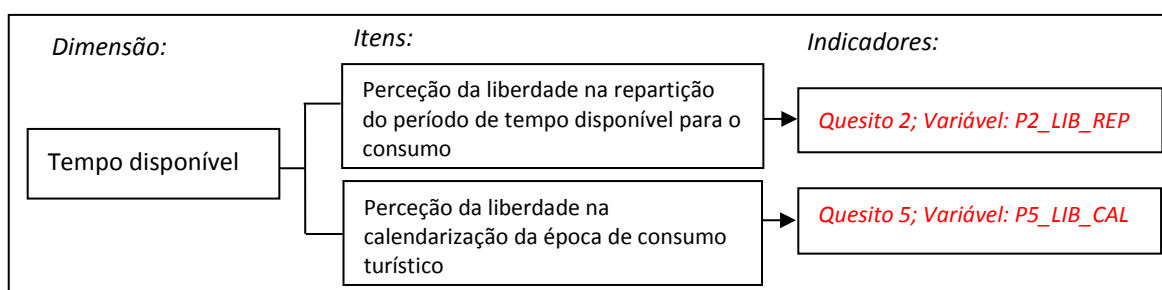 Dimensão:
Itens:
Indicadores:
Tempo disponível
Perceção da liberdade na repartição
do período de tempo disponível para o
consumo
Quesito 2; Variável: P2_LIB_REP
Perceção da liberdade na
calendarização da época de consumo
turístico
Quesito 5; Variável: P5_LIB_CAL